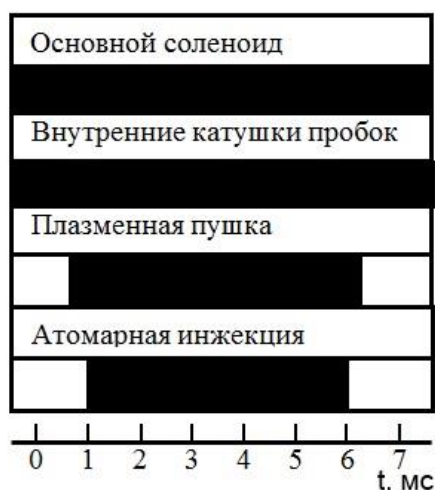 Основной соленоид
Внутренние катушки пробок
Плазменная пушка
Атомарная инжекция
0 1 2 3 4 5 6 7
t, мс